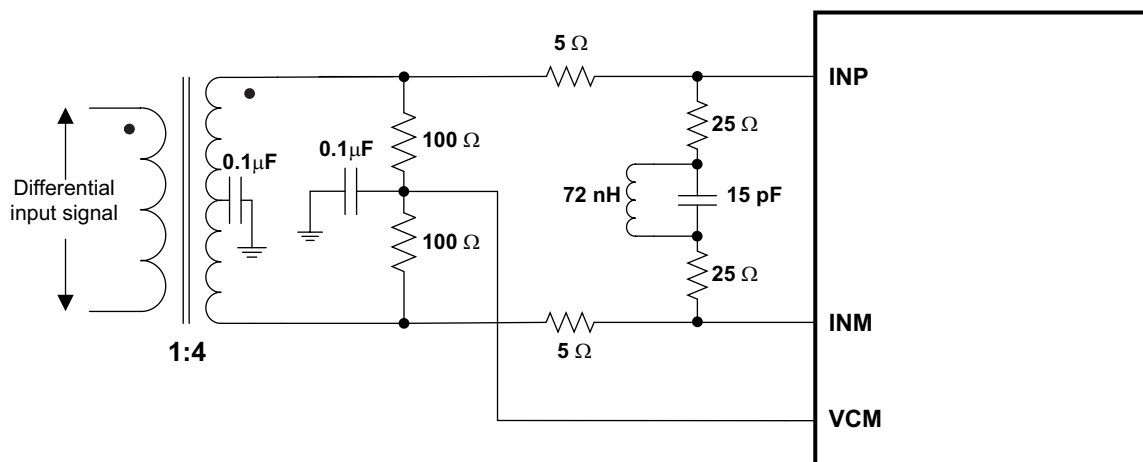 5 Ω
INP
25 Ω
0.1μF
0.1μF
100 Ω
Differential
input signal
72 nH
15 pF
100 Ω
25 Ω
INM
5 Ω
1:4
VCM